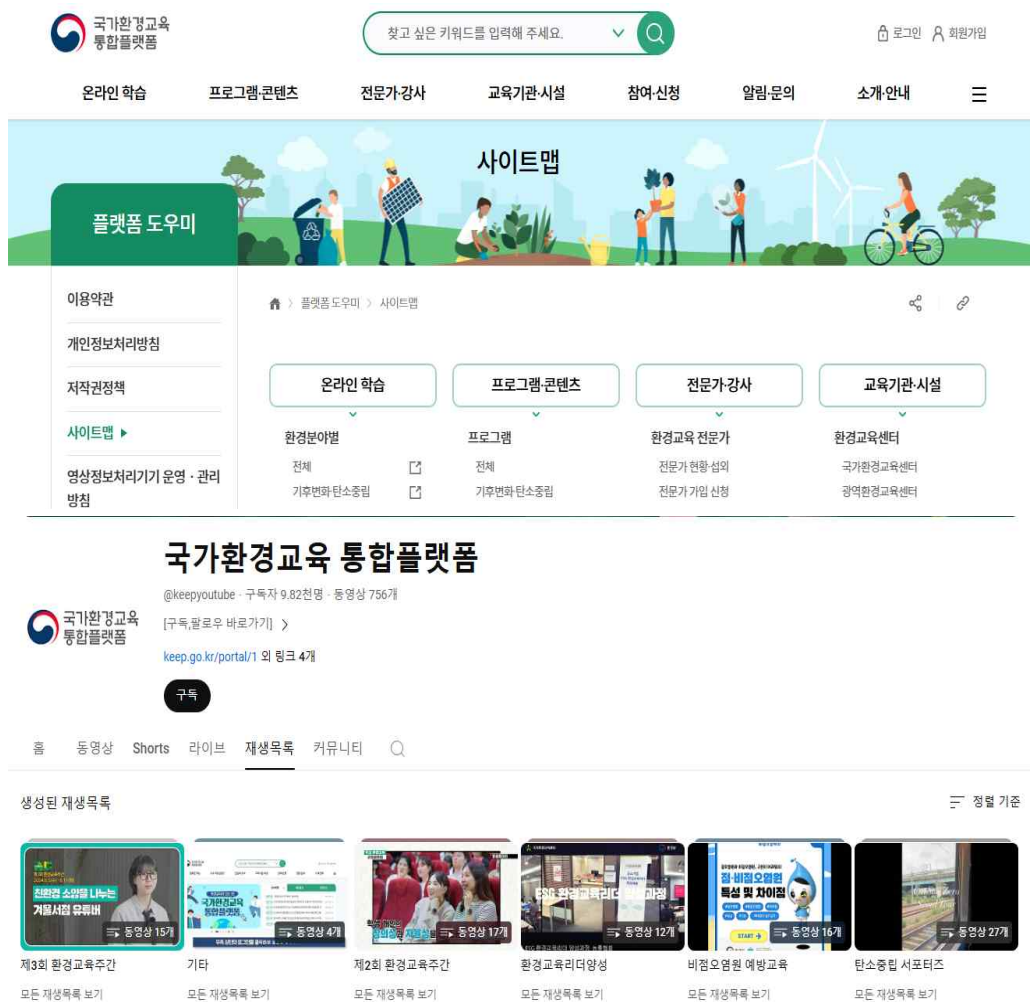 국가환경교육
통합플랫폼
찾고 싶은 키워드를 입력해 주세요.
로그인 회원가입
온라인 학습 프로그램·콘텐츠 전문가·강사 교육기관·시설 참여·신청 알림·문의 소개·안내
사이트맵
플랫폼 도우미
이용약관
개인정보처리방침
저작권정책
사이트맵
영상정보처리기기 운영·관리
방침
플랫폼 도우미 > 사이트맵
온라인 학습 프로그램·콘텐츠 전문가·강사 교육기관·시설
환경분야별 프로그램 환경교육 전문가 환경교육센터
전체 전체 전문가 현황·섭외 국가환경교육센터
기후변화·탄소중립 기후변화·탄소중립 전문가 가입 신청 광역환경교육센터
국가환경교육 통합플랫폼
@keepyoutube · 구독자 9.82천명 · 동영상 756개
국가환경교육
통합플랫폼
[구독,팔로우 바로가기]
keep.go.kr/portal/1 외 링크 4개
구독
홈 동영상 Shorts 라이브 재생목록 커뮤니티
생성된 재생목록
정렬 기준
친환경 소양을 나누는
겨울서점 유튜버
동영상 15개
국가환경교육
통합플랫폼
동영상 4개
동영상 17개
ESG 환경교육리더
동영상 12개
점·비점오염원
특성 및 차이점
START
동영상 16개
동영상 27개
제3회 환경교육주간 기타 제2회 환경교육주간 환경교육리더양성 비점오염원 예방교육 탄소중립 서포터즈
모든 재생목록 보기 모든 재생목록 보기 모든 재생목록 보기 모든 재생목록 보기 모든 재생목록 보기 모든 재생목록 보기